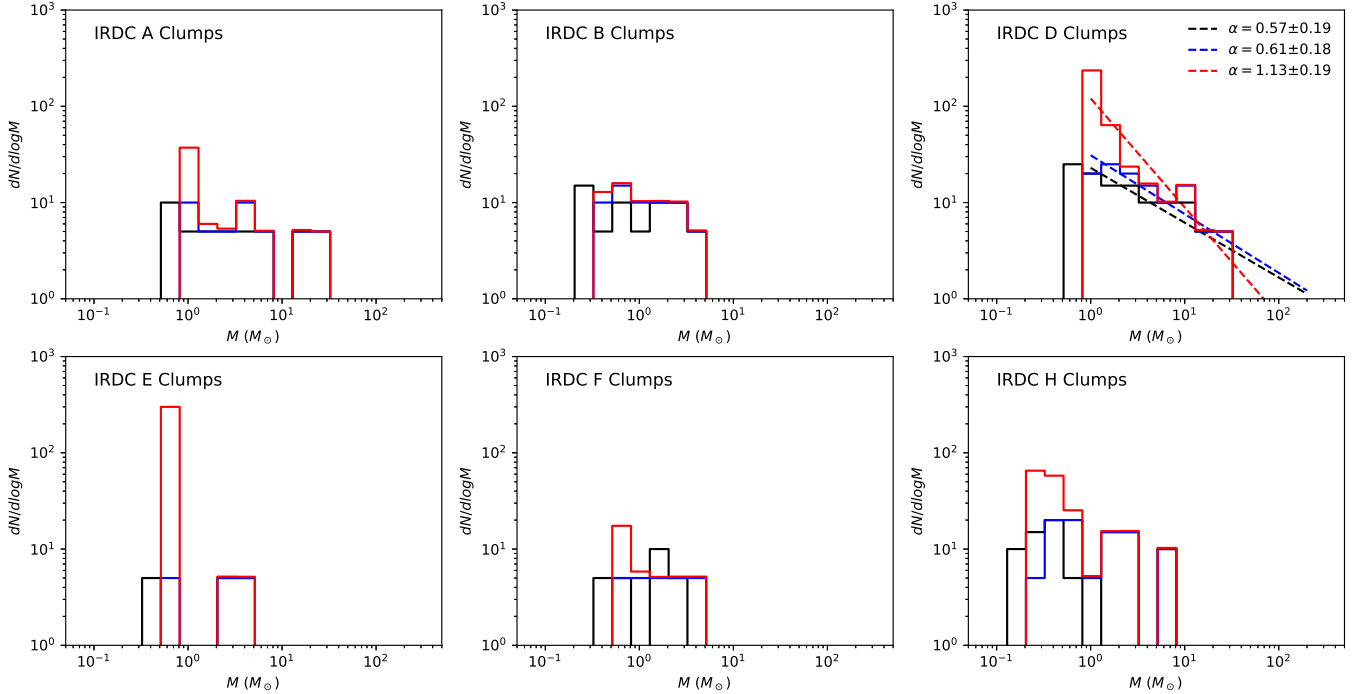 IRDC A Clumps
dN/dlogM
10³
10²
10¹
10⁰
10⁻¹ 10⁰ 10¹ 10²
M (M⊙)
IRDC B Clumps
dN/dlogM
10³
10²
10¹
10⁰
10⁻¹ 10⁰ 10¹ 10²
M (M⊙)
IRDC D Clumps
α = 0.57±0.19
α = 0.61±0.18
α = 1.13±0.19
dN/dlogM
10³
10²
10¹
10⁰
10⁻¹ 10⁰ 10¹ 10²
M (M⊙)
IRDC E Clumps
dN/dlogM
10³
10²
10¹
10⁰
10⁻¹ 10⁰ 10¹ 10²
M (M⊙)
IRDC F Clumps
dN/dlogM
10³
10²
10¹
10⁰
10⁻¹ 10⁰ 10¹ 10²
M (M⊙)
IRDC H Clumps
dN/dlogM
10³
10²
10¹
10⁰
10⁻¹ 10⁰ 10¹ 10²
M (M⊙)